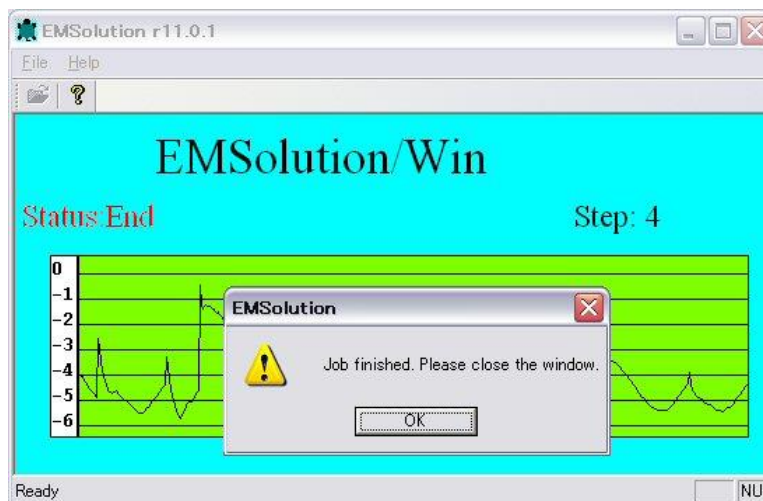 EMSolution r11.0.1
File Help
EMSolution/Win
Status:End
Step: 4
0
-1
-2
-3
-4
-5
-6
EMSolution
Job finished. Please close the window.
OK
Ready
NU